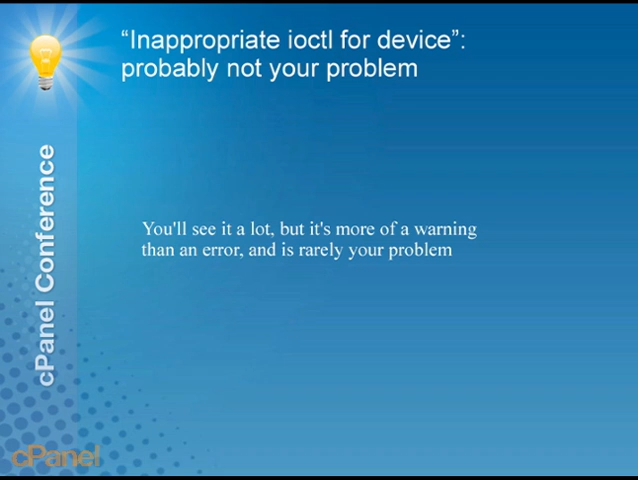 “Inappropriate ioctl for device”:
probably not your problem
You'll see it a lot, but it's more of a warning
than an error, and is rarely your problem
cPanel Conference
cPanel